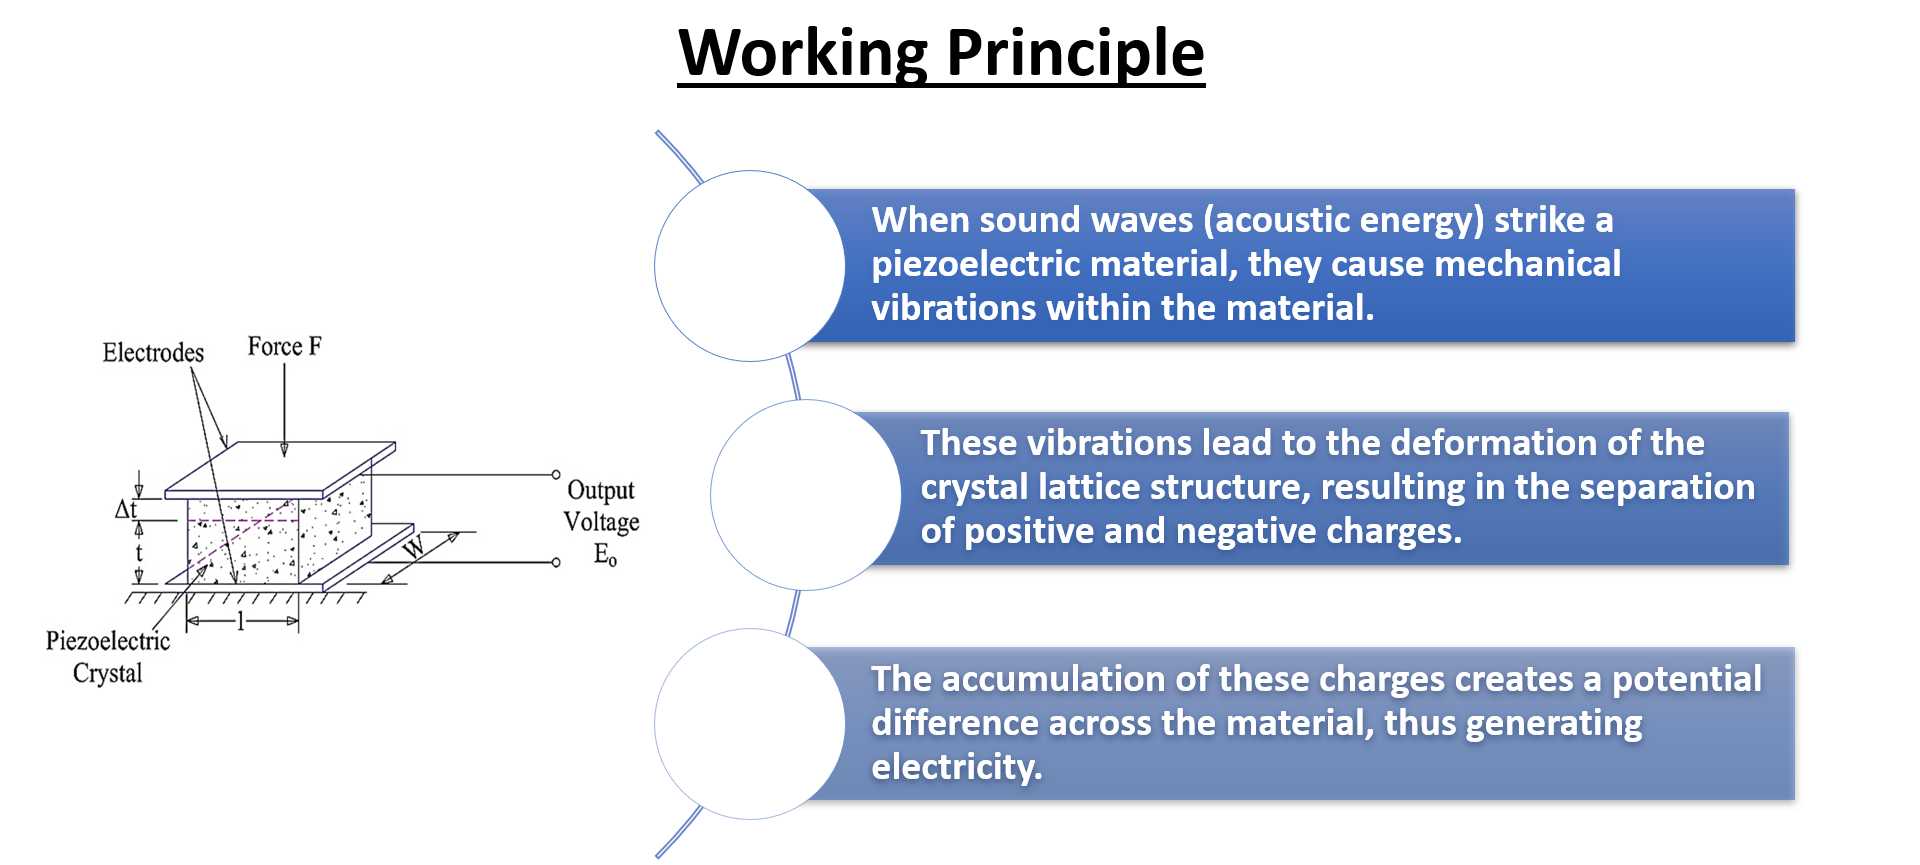 Working Principle
Electrodes
Force F
Δt
t
l
W
Output
Voltage
E₀
Piezoelectric
Crystal
When sound waves (acoustic energy) strike a
piezoelectric material, they cause mechanical
vibrations within the material.
These vibrations lead to the deformation of the
crystal lattice structure, resulting in the separation
of positive and negative charges.
The accumulation of these charges creates a potential
difference across the material, thus generating
electricity.